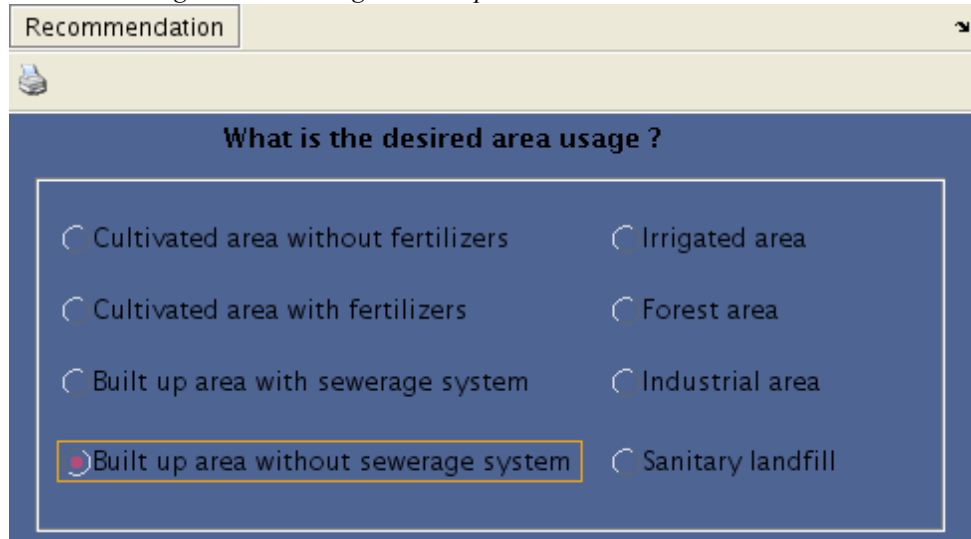 Recommendation
What is the desired area usage ?
Cultivated area without fertilizers
Irrigated area
Cultivated area with fertilizers
Forest area
Built up area with sewerage system
Industrial area
Built up area without sewerage system
Sanitary landfill